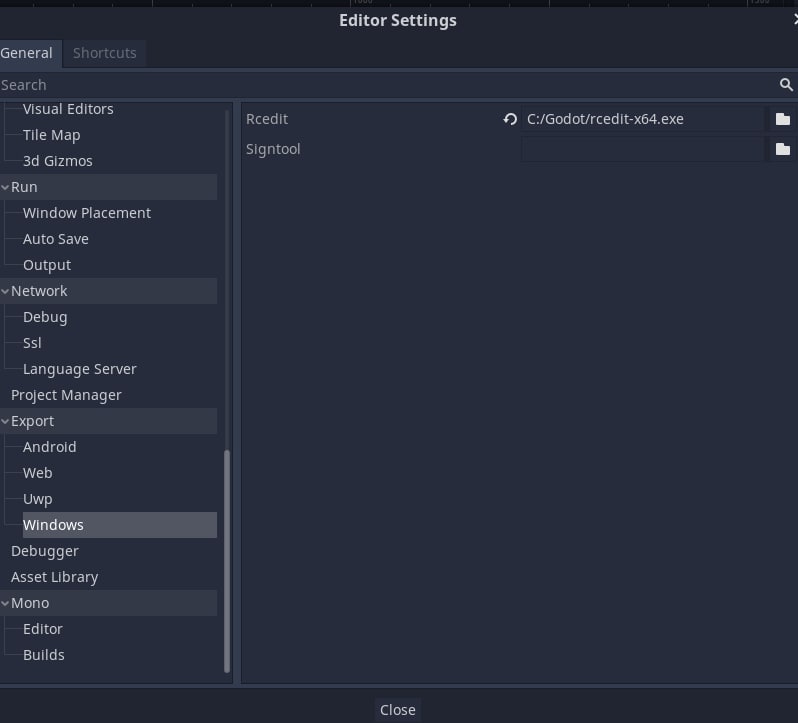 Editor Settings
General Shortcuts
Search
Visual Editors
Tile Map
3d Gizmos
Run
Window Placement
Auto Save
Output
Network
Debug
Ssl
Language Server
Project Manager
Export
Android
Web
Uwp
Windows
Debugger
Asset Library
Mono
Editor
Builds
Rcedit C:/Godot/rcedit-x64.exe
Signtool
Close